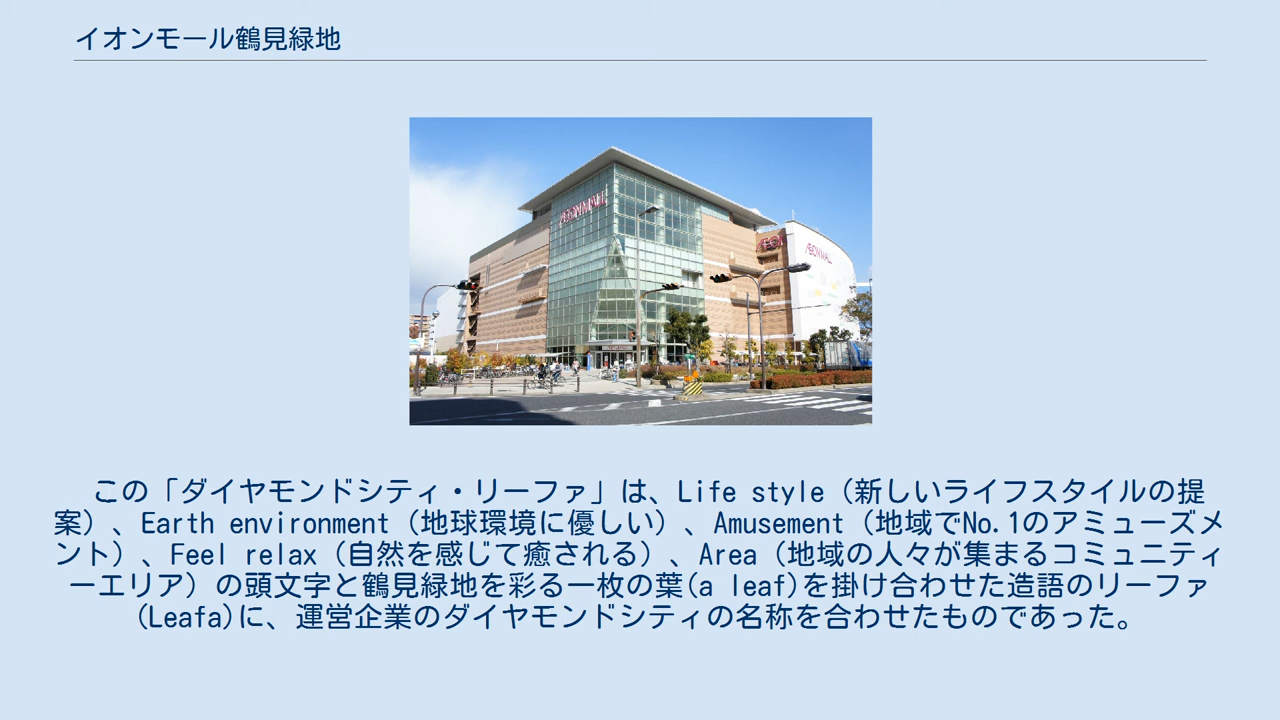 イオンモール鶴見緑地
ÆON MALL
ÆON
ÆON MALL
この「ダイヤモンドシティ・リーファ」は、Life style（新しいライフスタイルの提
案）、Earth environment（地球環境に優しい）、Amusement（地域でNo.1のアミューズメ
ント）、Feel relax（自然を感じて癒される）、Area（地域の人々が集まるコミュニティ
ーエリア）の頭文字と鶴見緑地を彩る一枚の葉(a leaf)を掛け合わせた造語のリーファ
(Leafa)に、運営企業のダイヤモンドシティの名称を合わせたものであった。